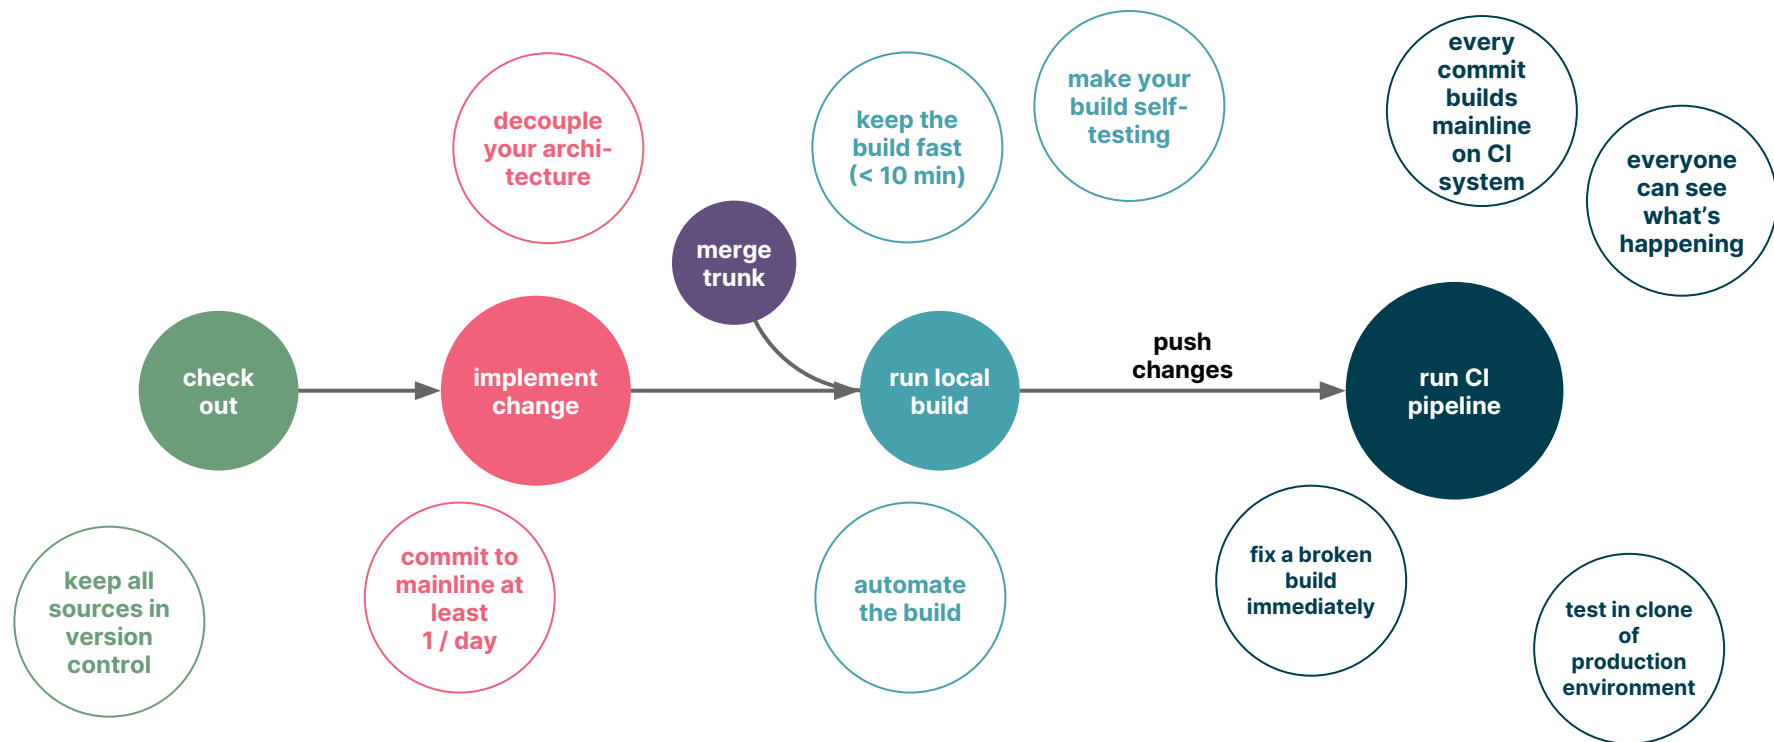 decouple
your archi-
tecture
keep the
build fast
(< 10 min)
make your
build self-
testing
every
commit
builds
mainline
on CI
system
everyone
can see
what's
happening
merge
trunk
check
out
implement
change
run local
build
push
changes
run CI
pipeline
keep all
sources in
version
control
commit to
mainline at
least
1 / day
automate
the build
fix a broken
build
immediately
test in clone
of
production
environment